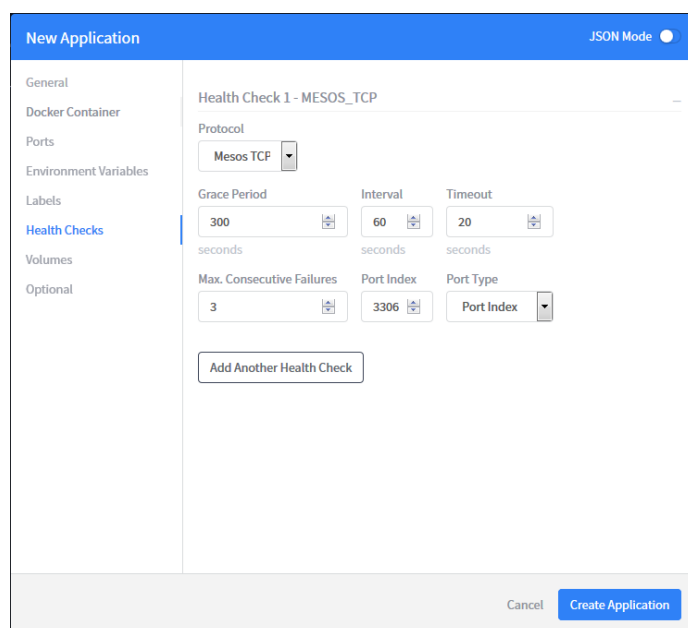 New Application
JSON Mode
General
Docker Container
Ports
Environment Variables
Labels
Health Checks
Volumes
Optional
Health Check 1 - MESOS_TCP
Protocol
Mesos TCP
Grace Period Interval Timeout
300 60 20
seconds seconds seconds
Max. Consecutive Failures Port Index Port Type
3 3306 Port Index
Add Another Health Check
Cancel Create Application